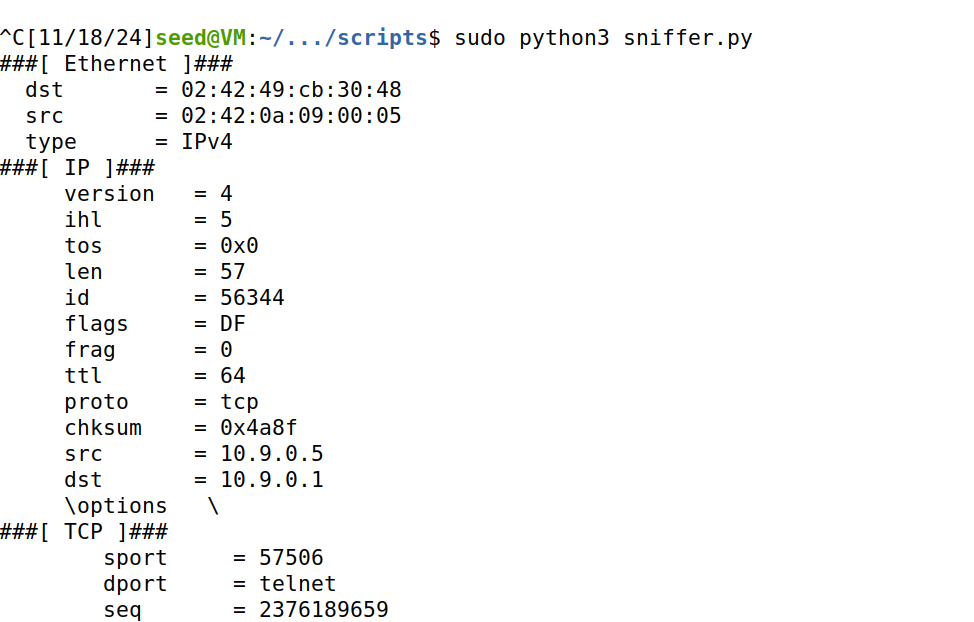 ^C[11/18/24]seed@VM:~/.../scripts$ sudo python3 sniffer.py
###[ Ethernet ]###
  dst       = 02:42:49:cb:30:48
  src       = 02:42:0a:09:00:05
  type      = IPv4
###[ IP ]###
     version   = 4
     ihl       = 5
     tos       = 0x0
     len       = 57
     id        = 56344
     flags     = DF
     frag      = 0
     ttl       = 64
     proto     = tcp
     chksum    = 0x4a8f
     src       = 10.9.0.5
     dst       = 10.9.0.1
     \options   \
###[ TCP ]###
        sport     = 57506
        dport     = telnet
        seq       = 2376189659